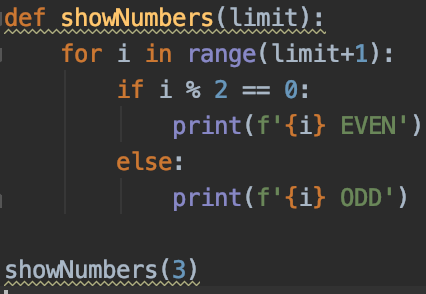 def showNumbers(limit):
    for i in range(limit+1):
        if i % 2 == 0:
            print(f'{i} EVEN')
        else:
            print(f'{i} ODD')
showNumbers(3)